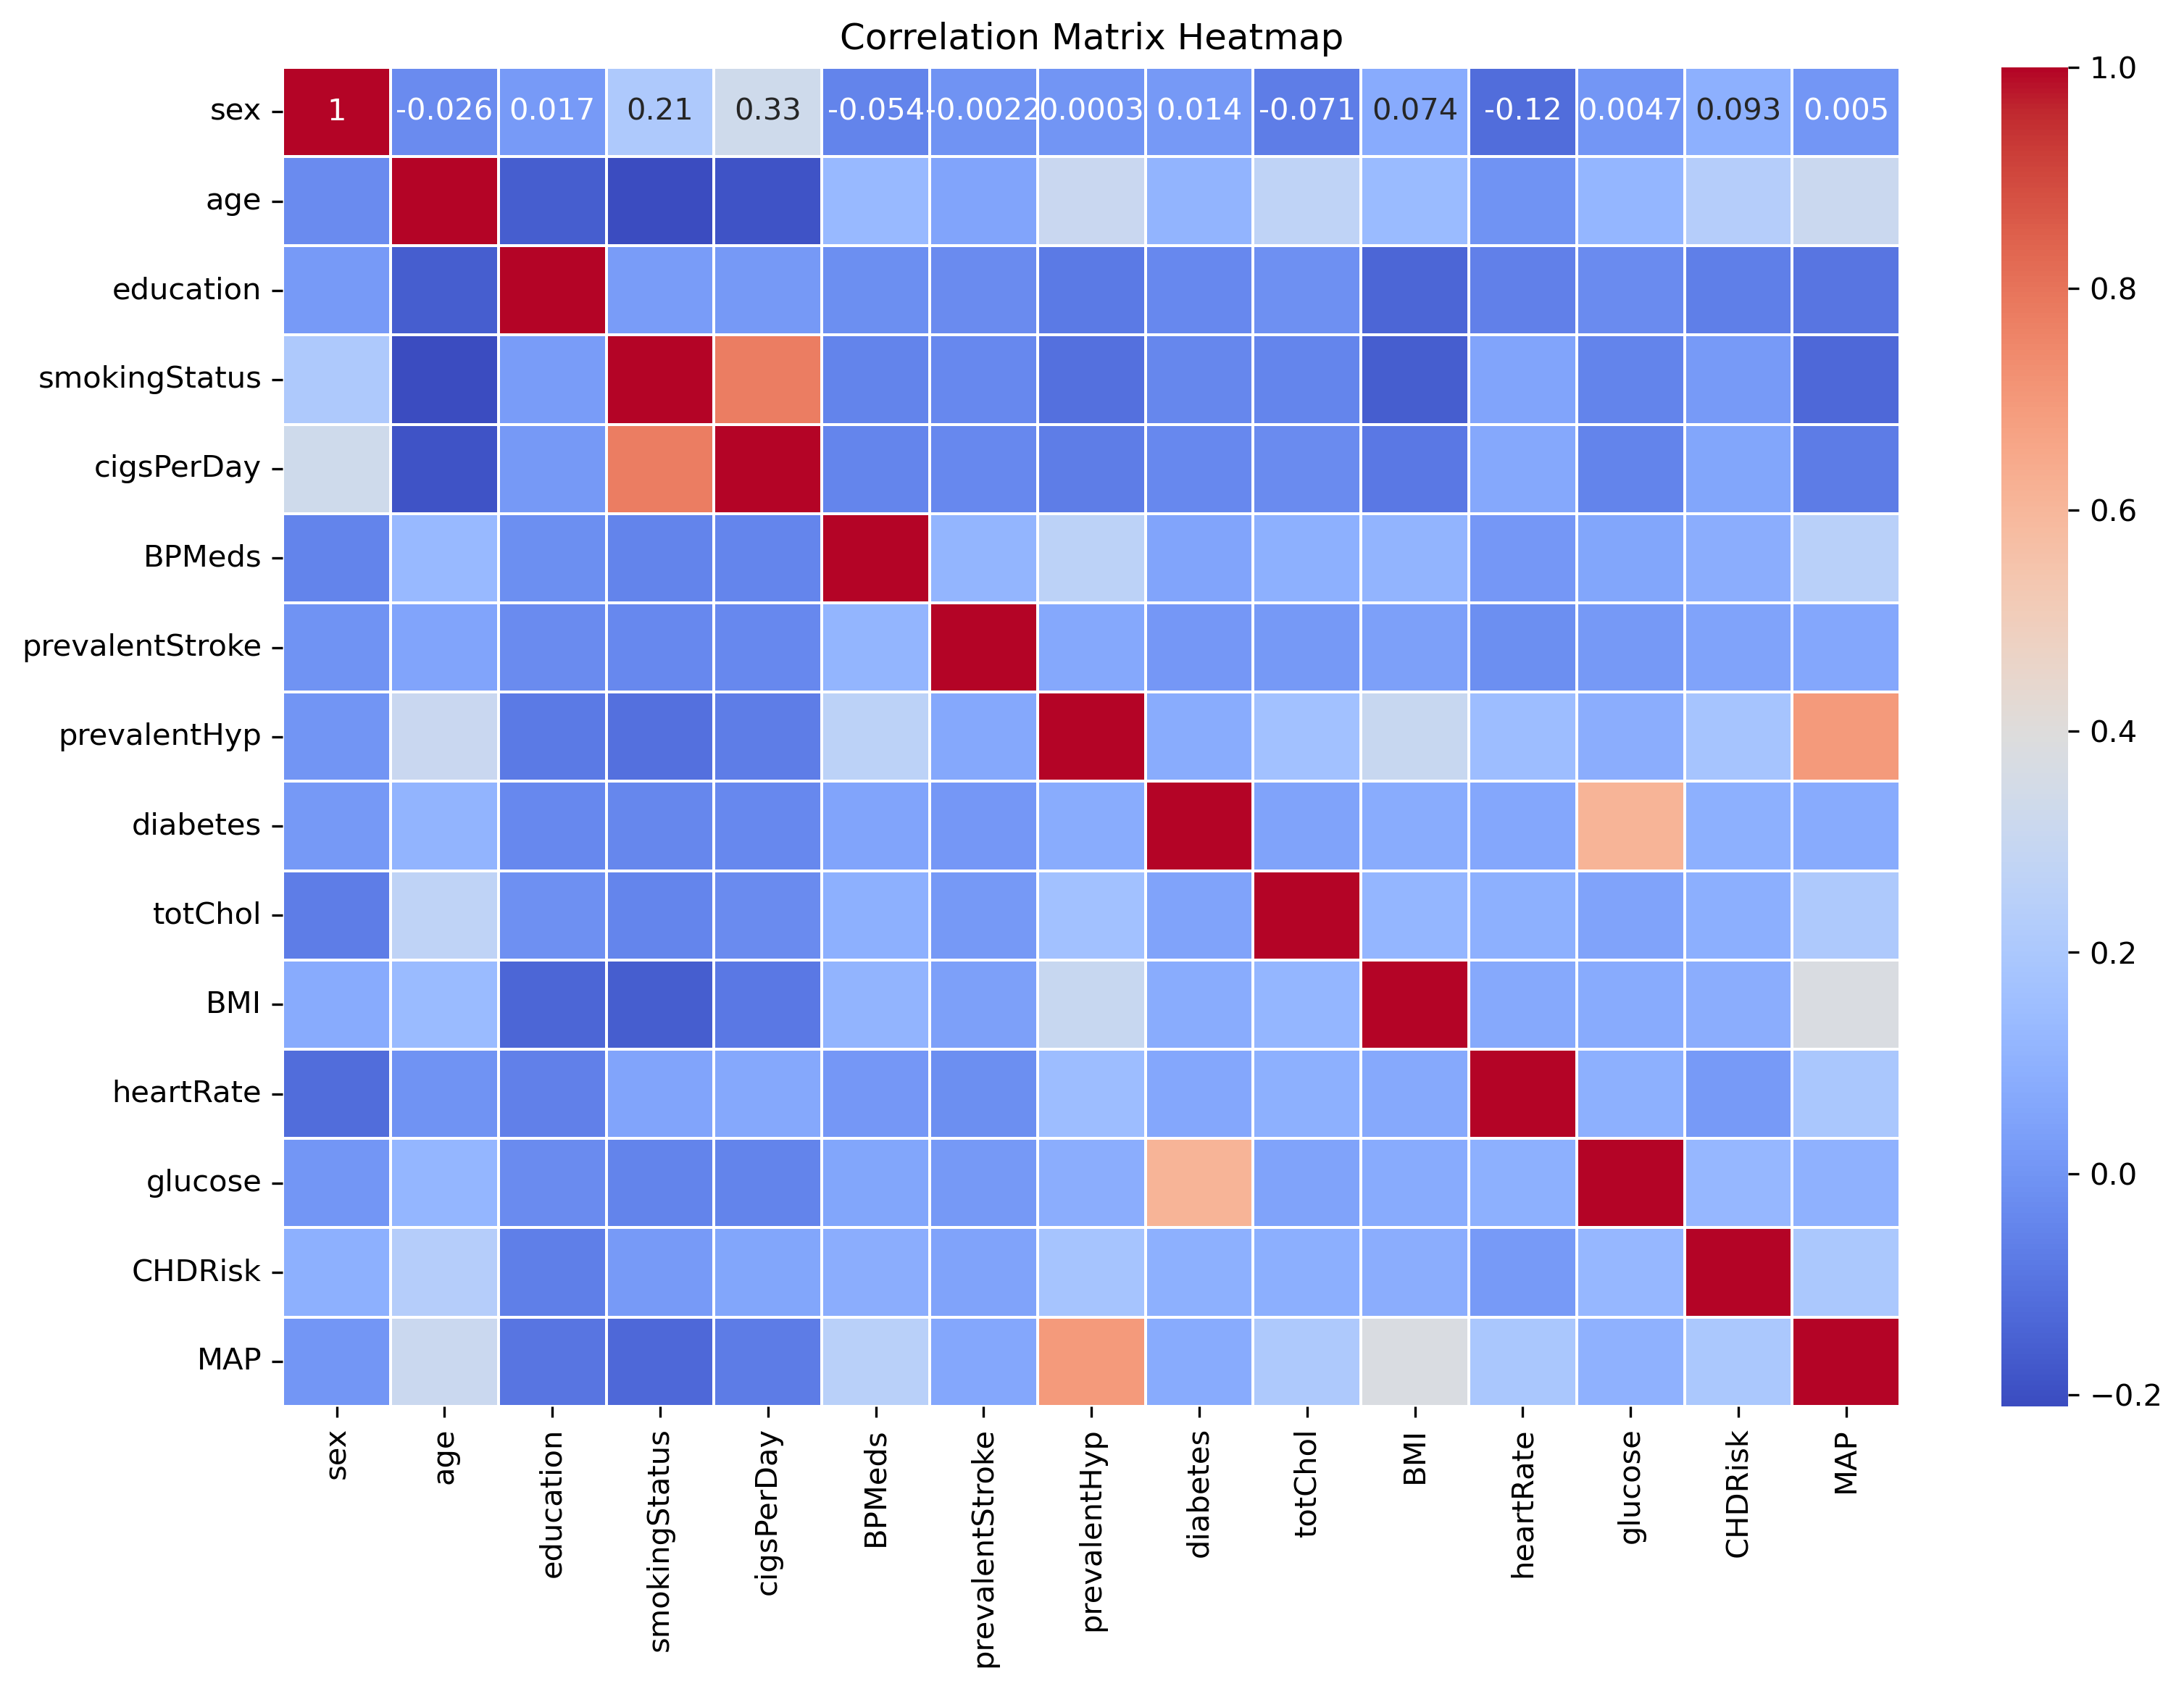 Correlation Matrix Heatmap
sex 1 -0.026 0.017 0.21 0.33 -0.054 -0.0022 0.0003 0.014 -0.071 0.074 -0.12 0.0047 0.093 0.005
age
education
smokingStatus
cigsPerDay
BPMeds
prevalentStroke
prevalentHyp
diabetes
totChol
BMI
heartRate
glucose
CHDRisk
MAP
sex age education smokingStatus cigsPerDay BPMeds prevalentStroke prevalentHyp diabetes totChol BMI heartRate glucose CHDRisk MAP
1.0
0.8
0.6
0.4
0.2
0.0
−0.2